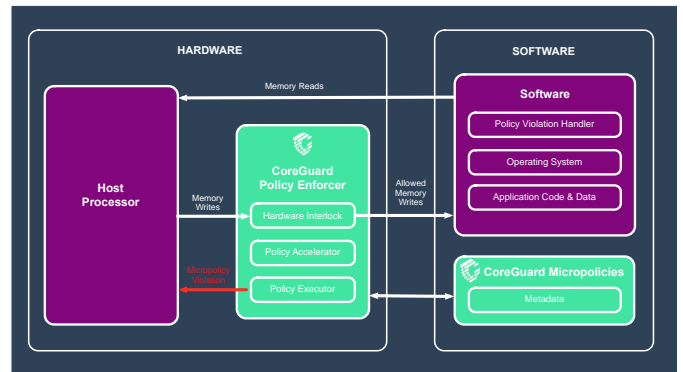 HARDWARE
SOFTWARE
Memory Reads
Software
Policy Violation Handler
Operating System
Application Code & Data
Host
Processor
CoreGuard
Policy Enforcer
Memory
Writes
Hardware Interlock
Allowed
Memory
Writes
Policy Accelerator
Micropolicy
Violation
Policy Executor
CoreGuard Micropolicies
Metadata